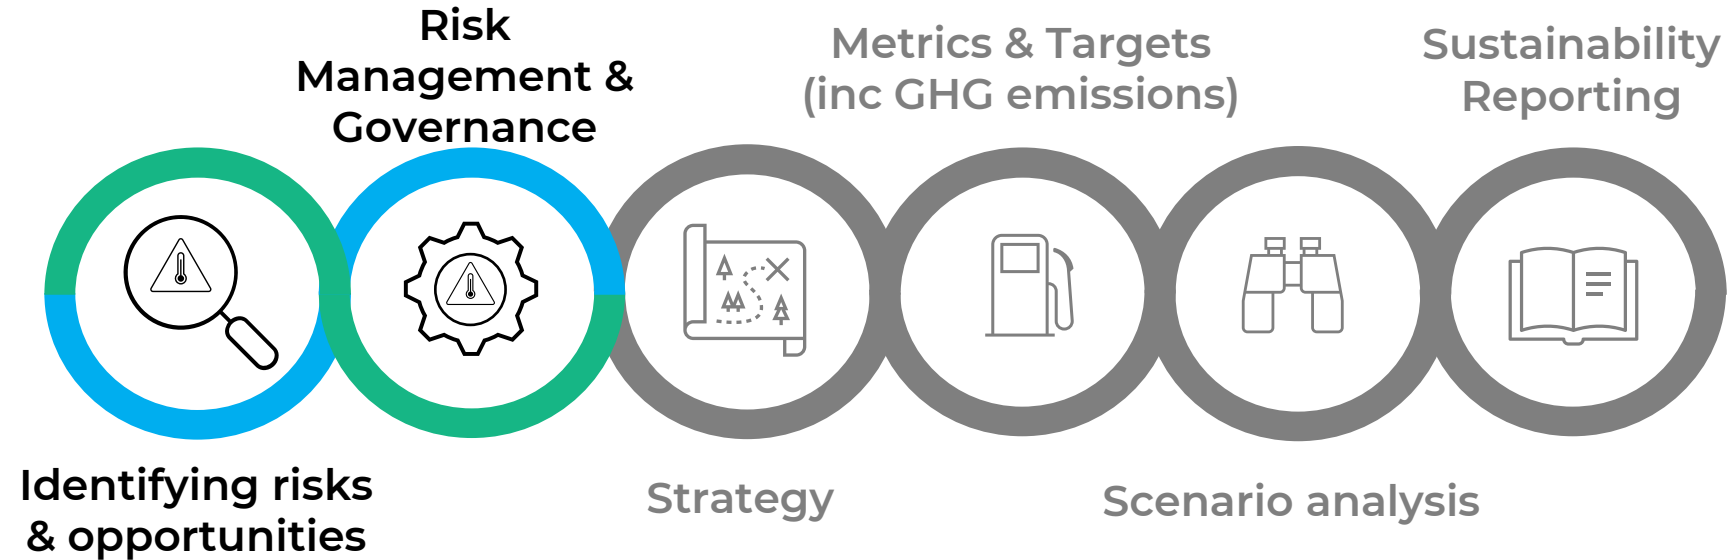 Risk
Management &
Governance
Metrics & Targets
(inc GHG emissions)
Sustainability
Reporting
Identifying risks
& opportunities
Strategy
Scenario analysis